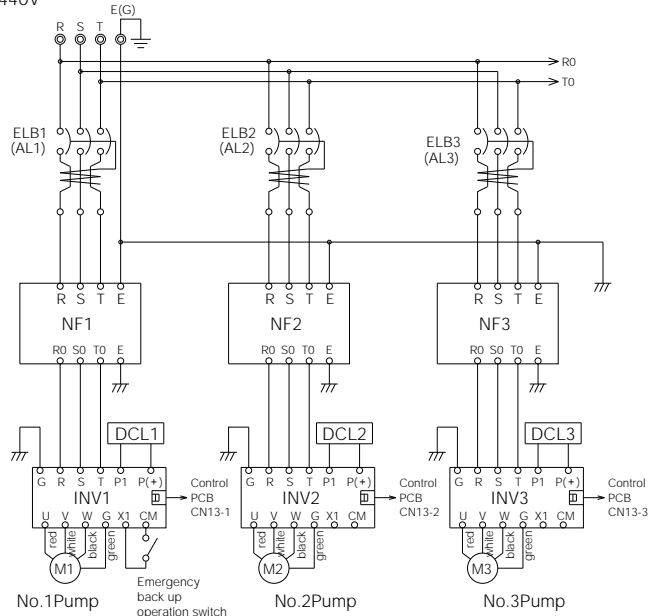 440V
E(G)
R S T
R0
T0
ELB1 ELB2 ELB3
(AL1) (AL2) (AL3)
R S T E R S T E R S T E
NF1 NF2 NF3
R0 S0 T0 E R0 S0 T0 E R0 S0 T0 E
DCL1 DCL2 DCL3
G R S T P1 P(+) G R S T P1 P(+) G R S T P1 P(+)
INV1 INV2 INV3
Control PCB CN13-1
Control PCB CN13-2
Control PCB CN13-3
U V W G X1 CM U V W G X1 CM U V W G X1 CM
red white black green red white black green red white black green
M1 M2 M3
Emergency
back up
operation switch
No.1Pump No.2Pump No.3Pump